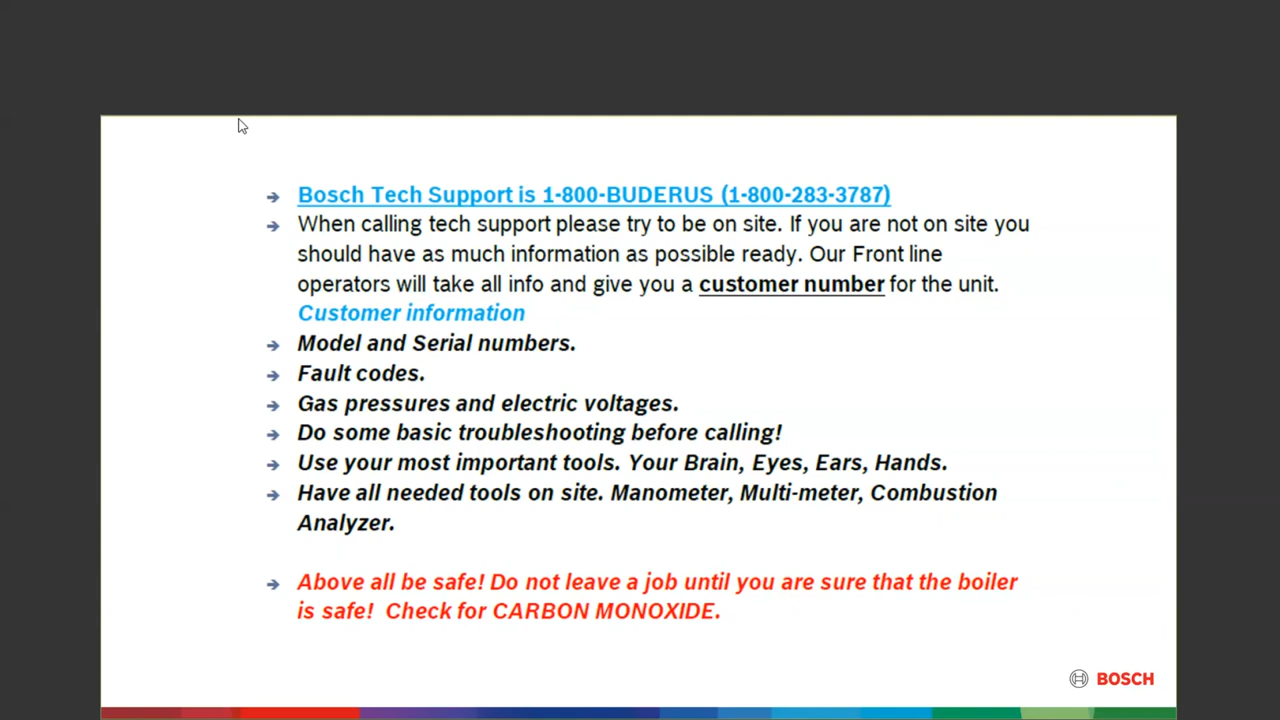 Bosch Tech Support is 1-800-BUDERUS (1-800-283-3787)
When calling tech support please try to be on site. If you are not on site you
should have as much information as possible ready. Our Front line
operators will take all info and give you a customer number for the unit.
Customer information
Model and Serial numbers.
Fault codes.
Gas pressures and electric voltages.
Do some basic troubleshooting before calling!
Use your most important tools. Your Brain, Eyes, Ears, Hands.
Have all needed tools on site. Manometer, Multi-meter, Combustion
Analyzer.
Above all be safe! Do not leave a job until you are sure that the boiler
is safe!  Check for CARBON MONOXIDE.
BOSCH